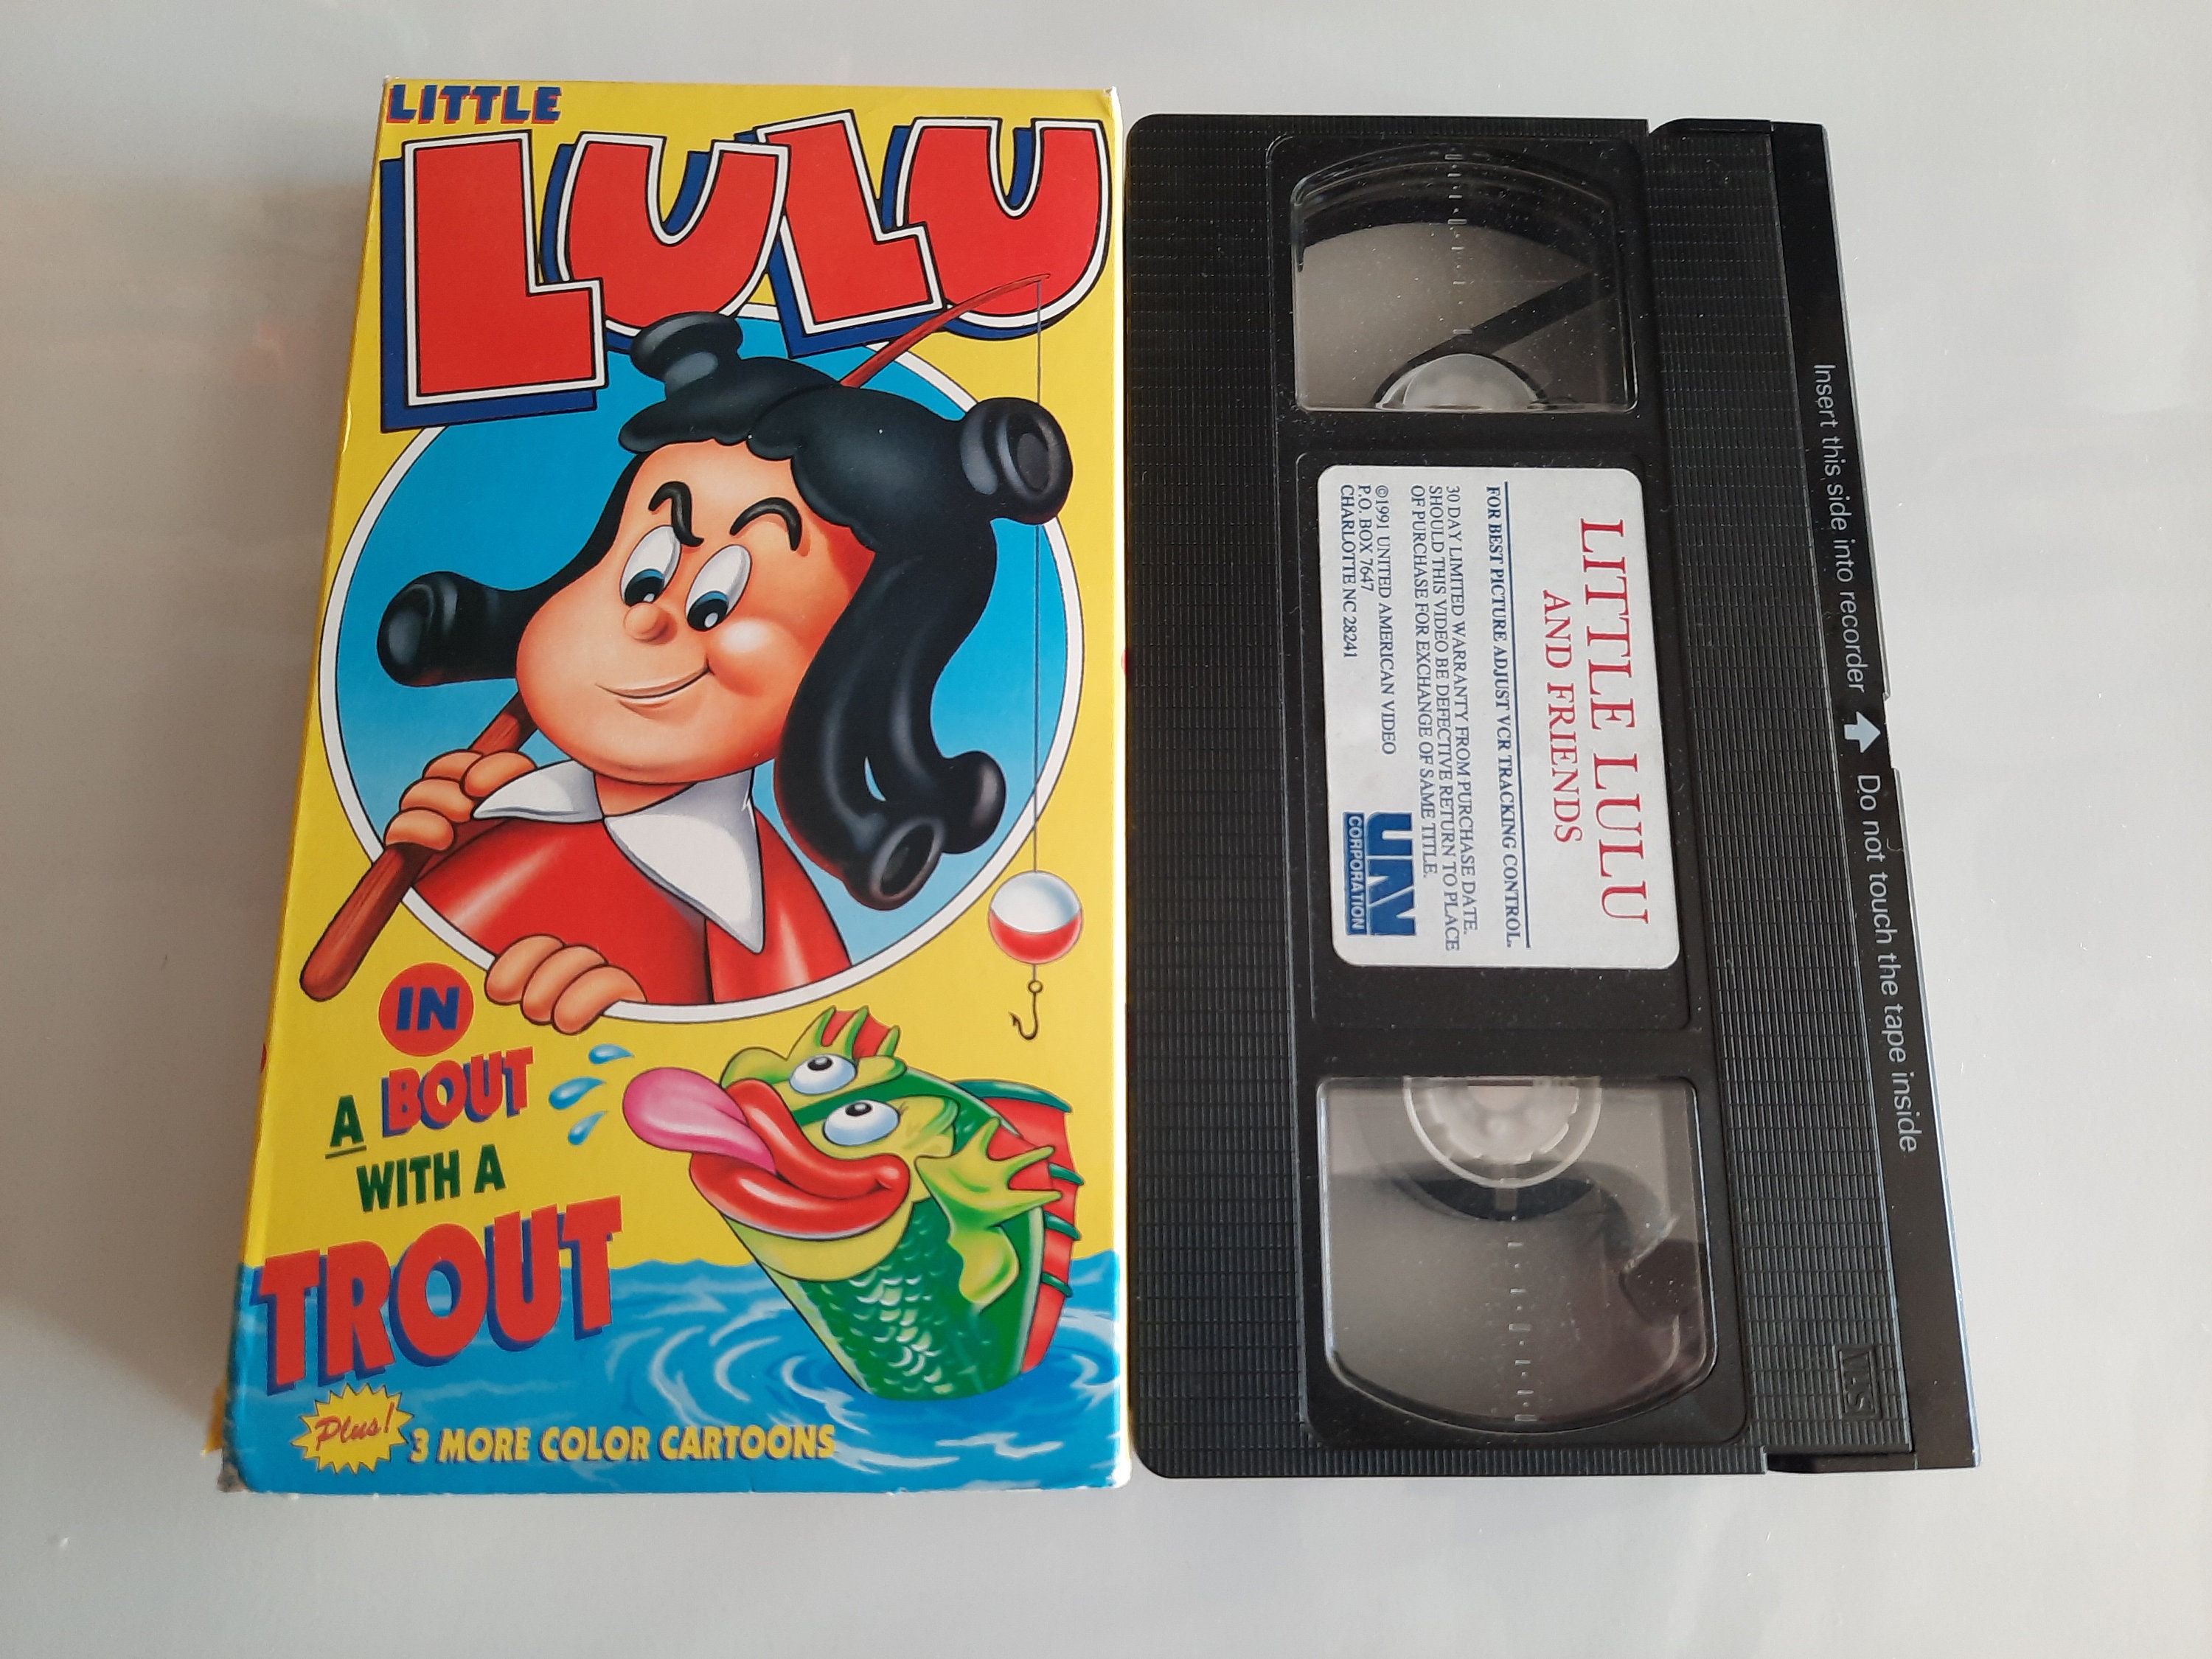 LITTLE
LULU
IN
A BOUT
WITH A
TROUT
Plus!
3 MORE COLOR CARTOONS
LITTLE LULU
AND FRIENDS
FOR BEST PICTURE ADJUST VCR TRACKING CONTROL.
30 DAY LIMITED WARRANTY FROM PURCHASE DATE.
SHOULD THIS VIDEO BE DEFECTIVE RETURN TO PLACE
OF PURCHASE FOR EXCHANGE OF SAME TITLE.
©1991 UNITED AMERICAN VIDEO
P.O. BOX 7647
CHARLOTTE NC 28241
UAV
CORPORATION
Insert this side into recorder Do not touch the tape inside
VHS